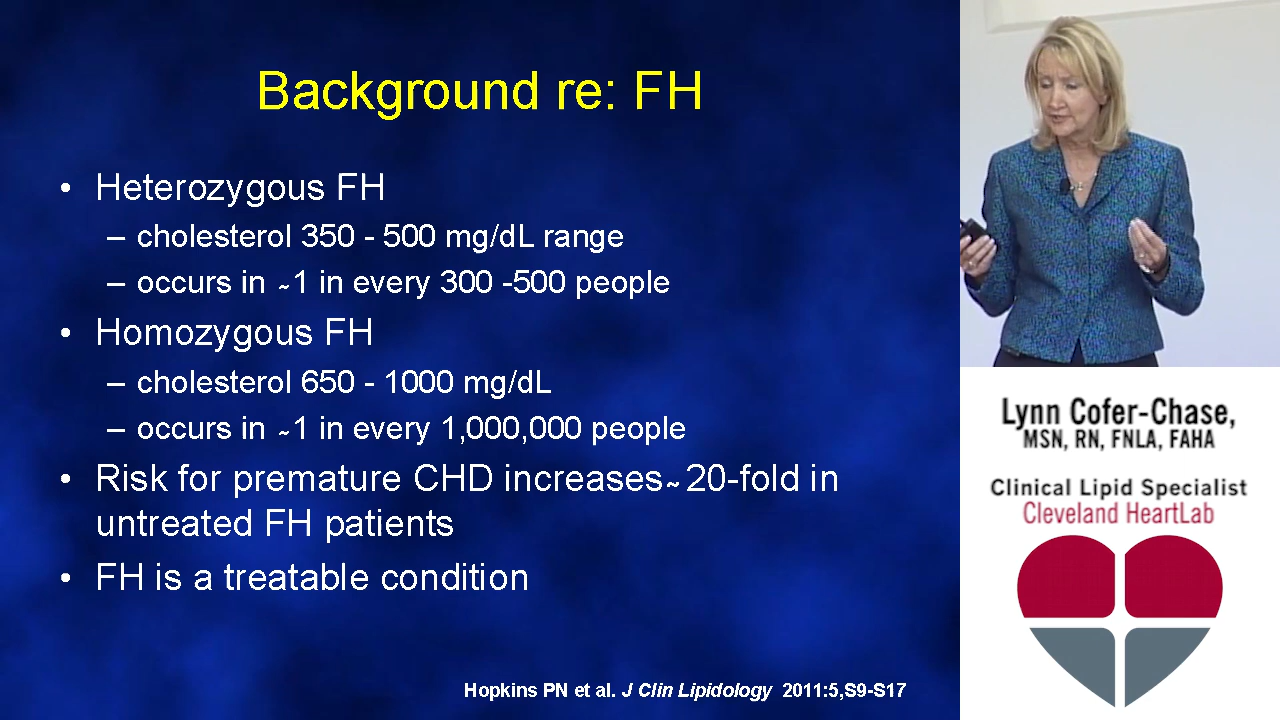 Background re: FH
• Heterozygous FH
– cholesterol 350 - 500 mg/dL range
– occurs in ~1 in every 300 -500 people
• Homozygous FH
– cholesterol 650 - 1000 mg/dL
– occurs in ~1 in every 1,000,000 people
• Risk for premature CHD increases~ 20-fold in
untreated FH patients
• FH is a treatable condition
Hopkins PN et al. J Clin Lipidology 2011:5,S9-S17
Lynn Cofer-Chase,
MSN, RN, FNLA, FAHA
Clinical Lipid Specialist
Cleveland HeartLab